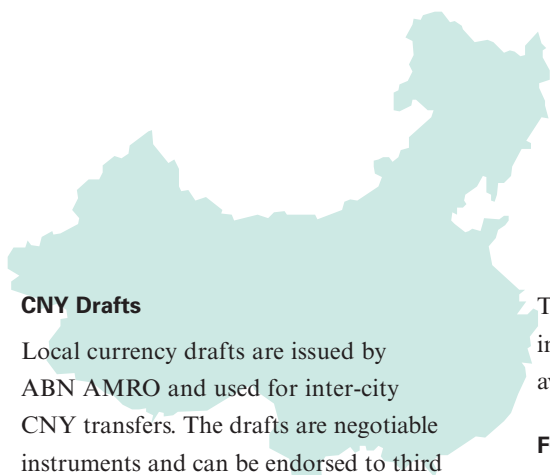 CNY Drafts
Local currency drafts are issued by
ABN AMRO and used for inter-city
CNY transfers. The drafts are negotiable
instruments and can be endorsed to third